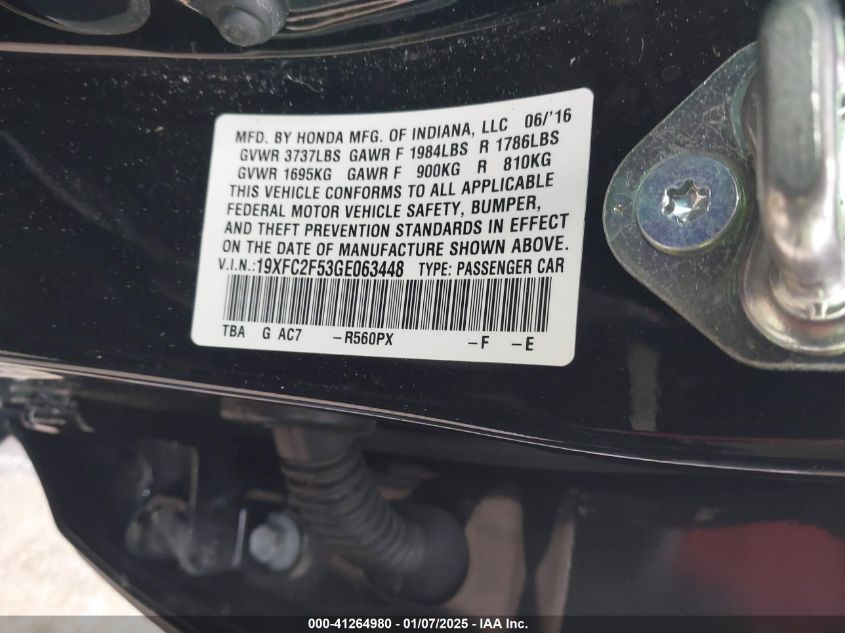 MFD. BY HONDA MFG. OF INDIANA, LLC 06/'16
GVWR 3737LBS GAWR F 1984LBS R 1786LBS
GVWR 1695KG GAWR F 900KG R 810KG
THIS VEHICLE CONFORMS TO ALL APPLICABLE
FEDERAL MOTOR VEHICLE SAFETY, BUMPER,
AND THEFT PREVENTION STANDARDS IN EFFECT
ON THE DATE OF MANUFACTURE SHOWN ABOVE.
V.I.N.:19XFC2F53GE063448 TYPE: PASSENGER CAR
TBA G AC7 -R560PX -F -E
000-41264980 — 01/07/2025 — IAA Inc.